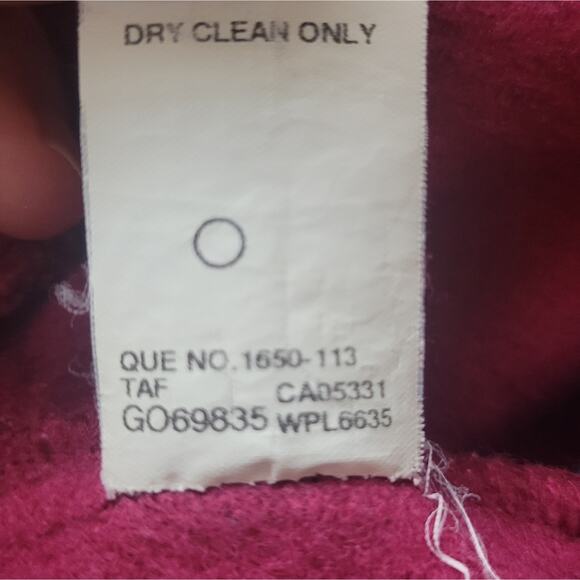 DRY CLEAN ONLY
QUE NO.1650-113
TAF CA05331
GO69835 WPL6635